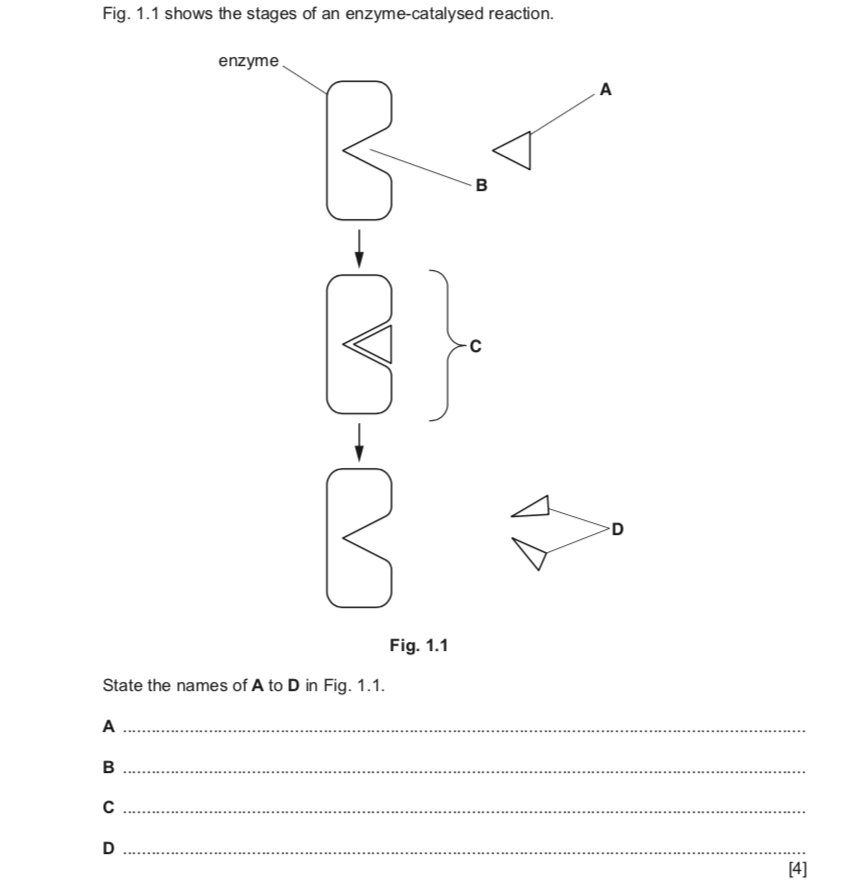 Fig. 1.1 shows the stages of an enzyme-catalysed reaction.
enzyme
A
B
C
D
Fig. 1.1
State the names of A to D in Fig. 1.1.
A ................................................................
B ................................................................
C ................................................................
D ................................................................
[4]